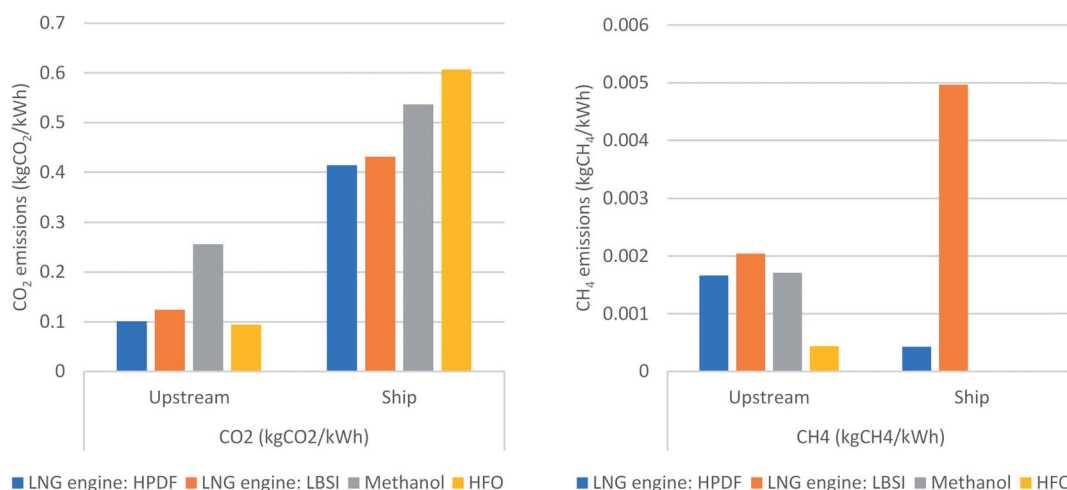 CO₂ emissions (kgCO₂/kWh)
0.7
0.6
0.5
0.4
0.3
0.2
0.1
0
Upstream Ship
CO2 (kgCO2/kWh)
LNG engine: HPDF LNG engine: LBSI Methanol HFO
CH₄ emissions (kgCH₄/kWh)
0.006
0.005
0.004
0.003
0.002
0.001
0
Upstream Ship
CH4 (kgCH4/kWh)
LNG engine: HPDF LNG engine: LBSI Methanol HFO